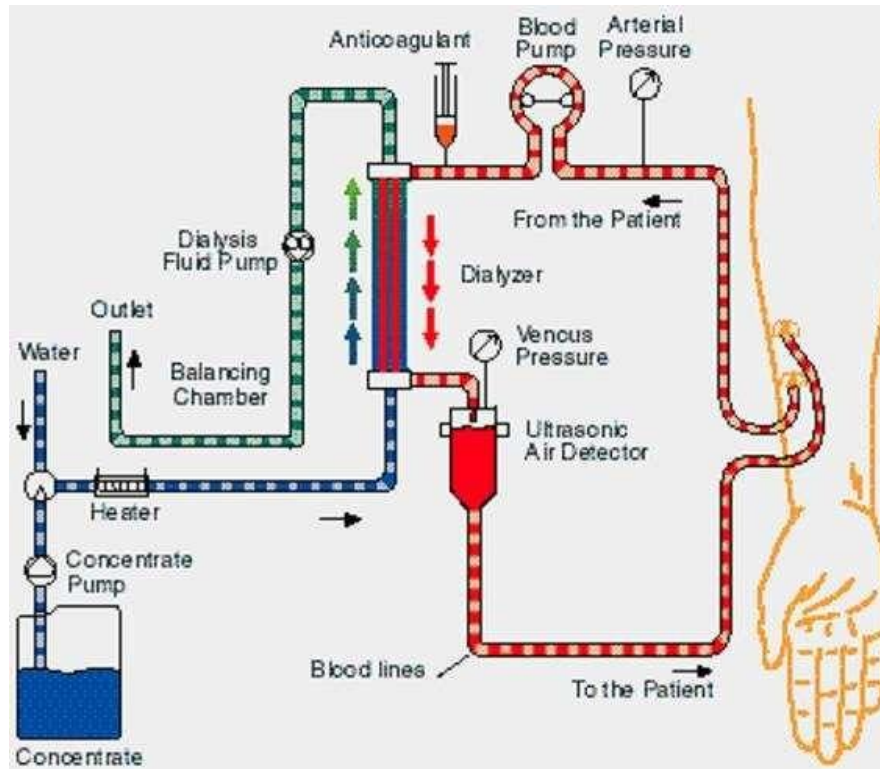 Anticoagulant
Blood
Pump
Arterial
Pressure
From the Patient
Dialysis
Fluid Pump
Dialyzer
Outlet
Water
Balancing
Chamber
Vencus
Pressure
Ultrasonic
Air Detector
Heater
Concentrate
Pump
Blood lines
To the Patient
Concentrate